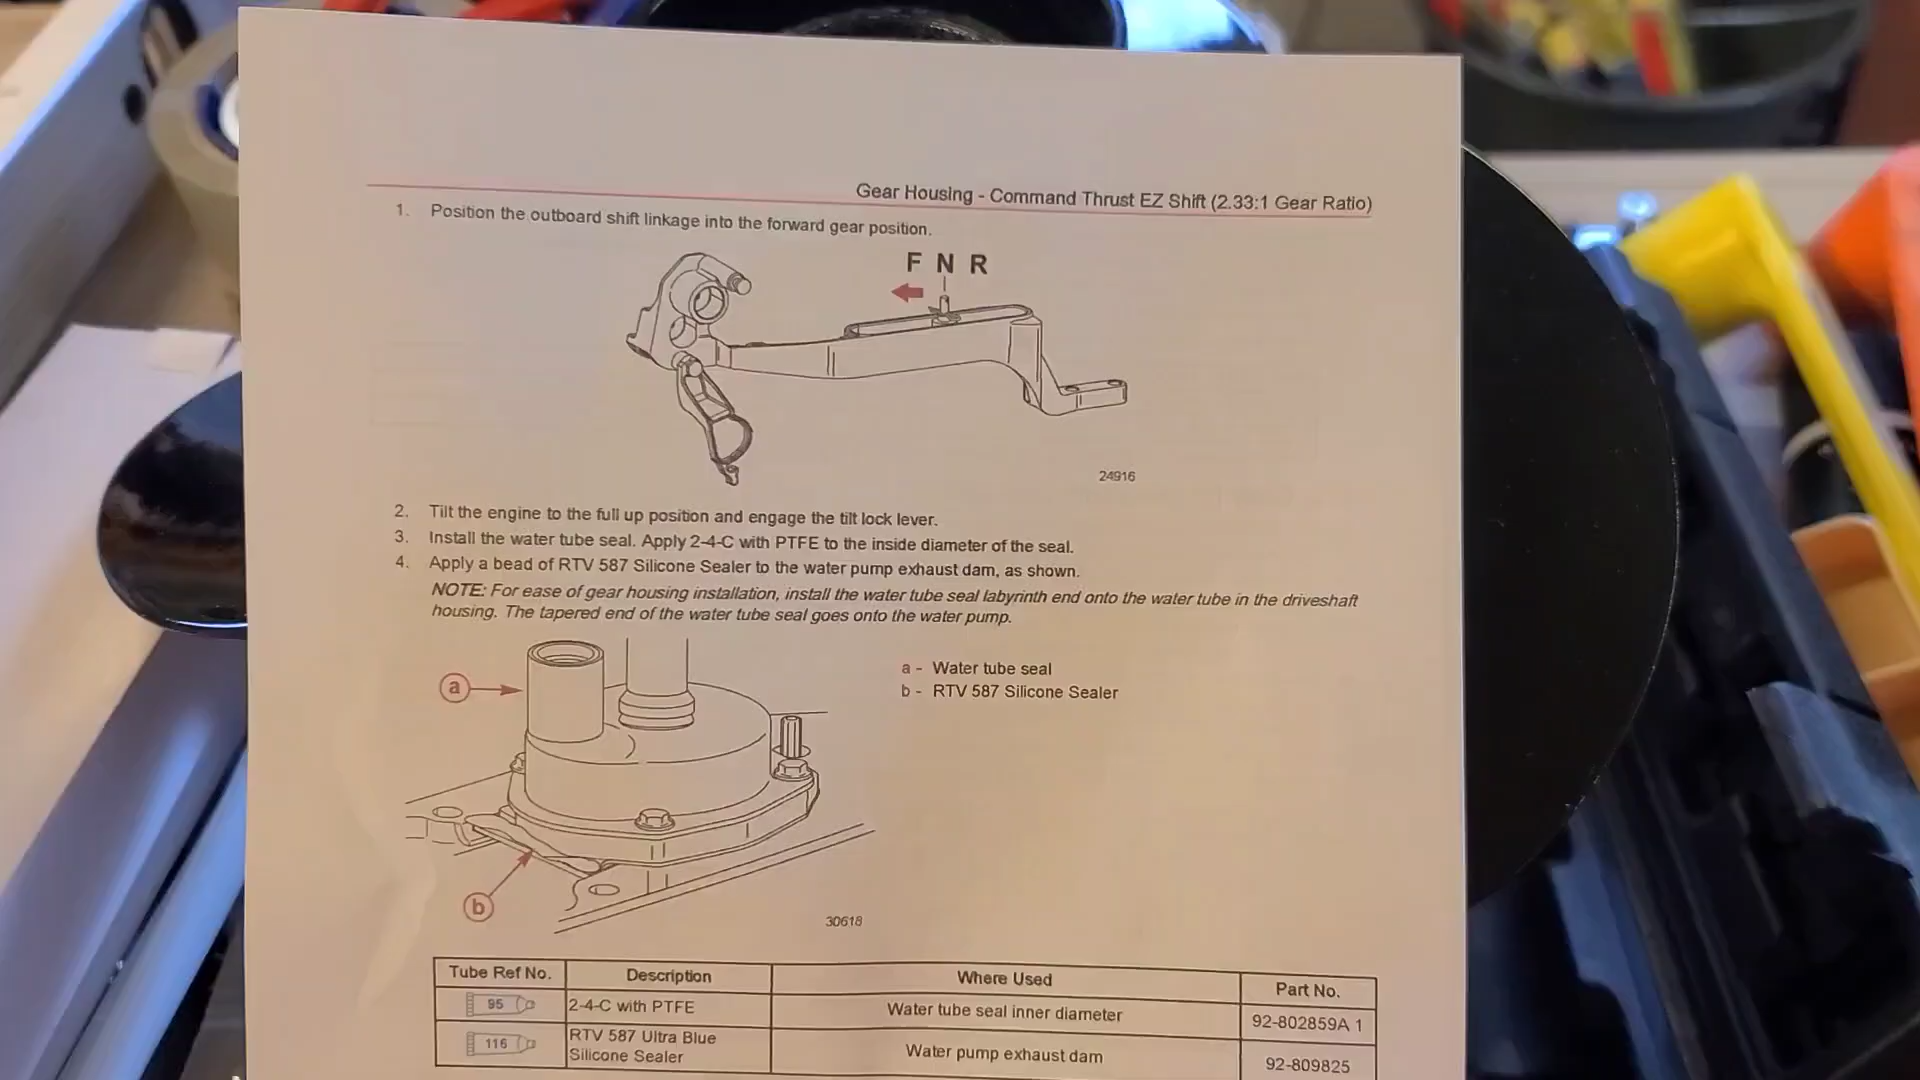 Gear Housing - Command Thrust EZ Shift (2.33:1 Gear Ratio)
1. Position the outboard shift linkage into the forward gear position.
F N R
24916
2. Tilt the engine to the full up position and engage the tilt lock lever.
3. Install the water tube seal. Apply 2-4-C with PTFE to the inside diameter of the seal.
4. Apply a bead of RTV 587 Silicone Sealer to the water pump exhaust dam, as shown.
NOTE: For ease of gear housing installation, install the water tube seal labyrinth end onto the water tube in the driveshaft
housing. The tapered end of the water tube seal goes onto the water pump.
a
a - Water tube seal
b - RTV 587 Silicone Sealer
b
30618
Tube Ref No. Description Where Used Part No.
95 2-4-C with PTFE Water tube seal inner diameter 92-802859A 1
116 RTV 587 Ultra Blue
Silicone Sealer Water pump exhaust dam 92-809825